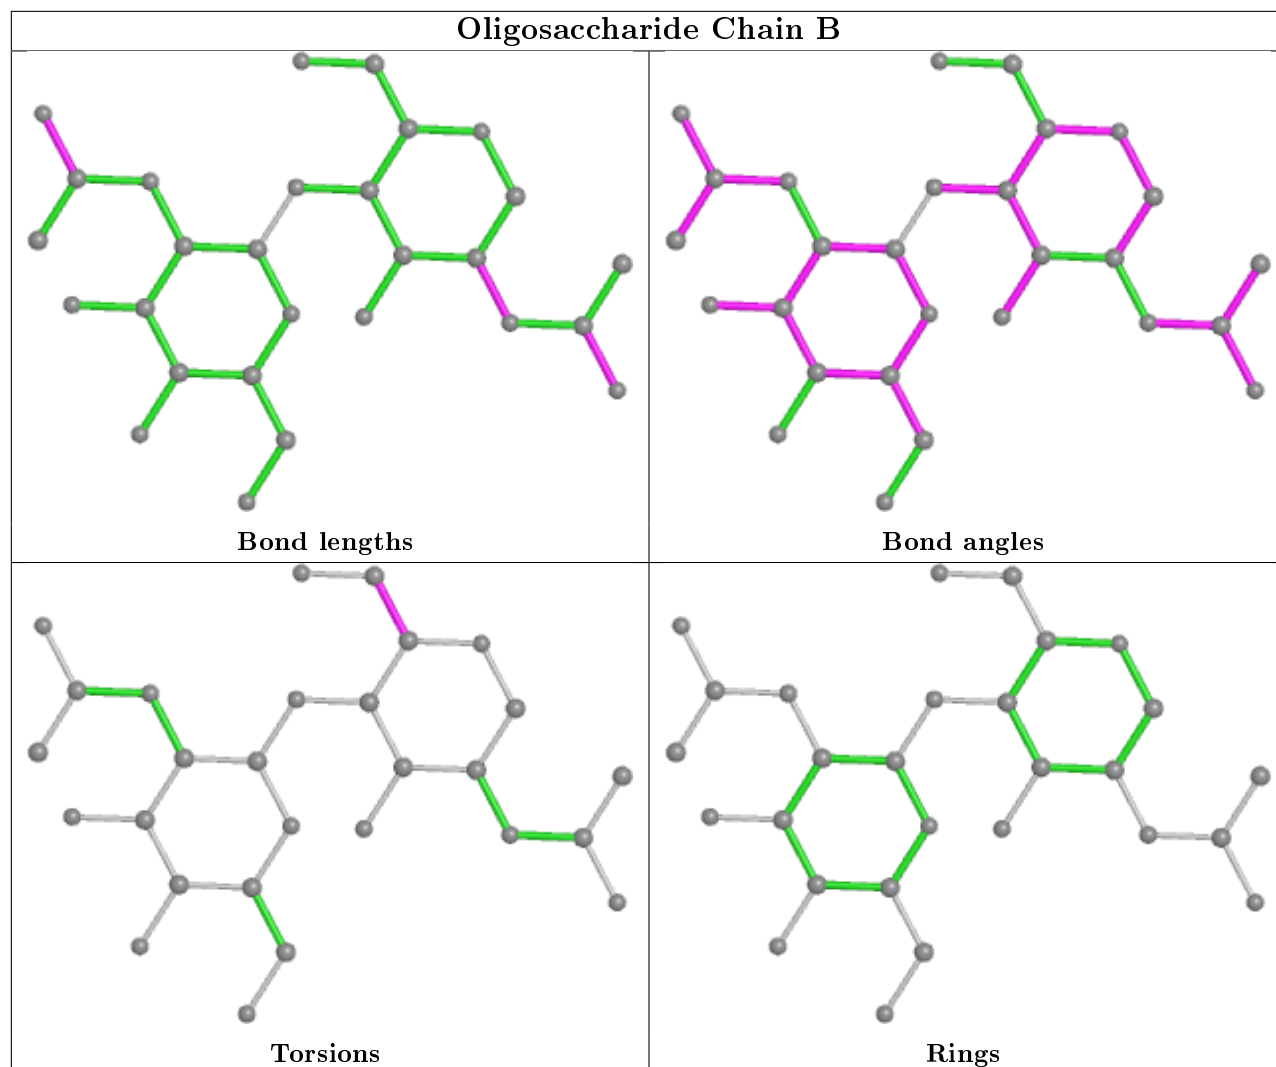 Oligosaccharide Chain B
Bond lengths
Bond angles
Torsions
Rings